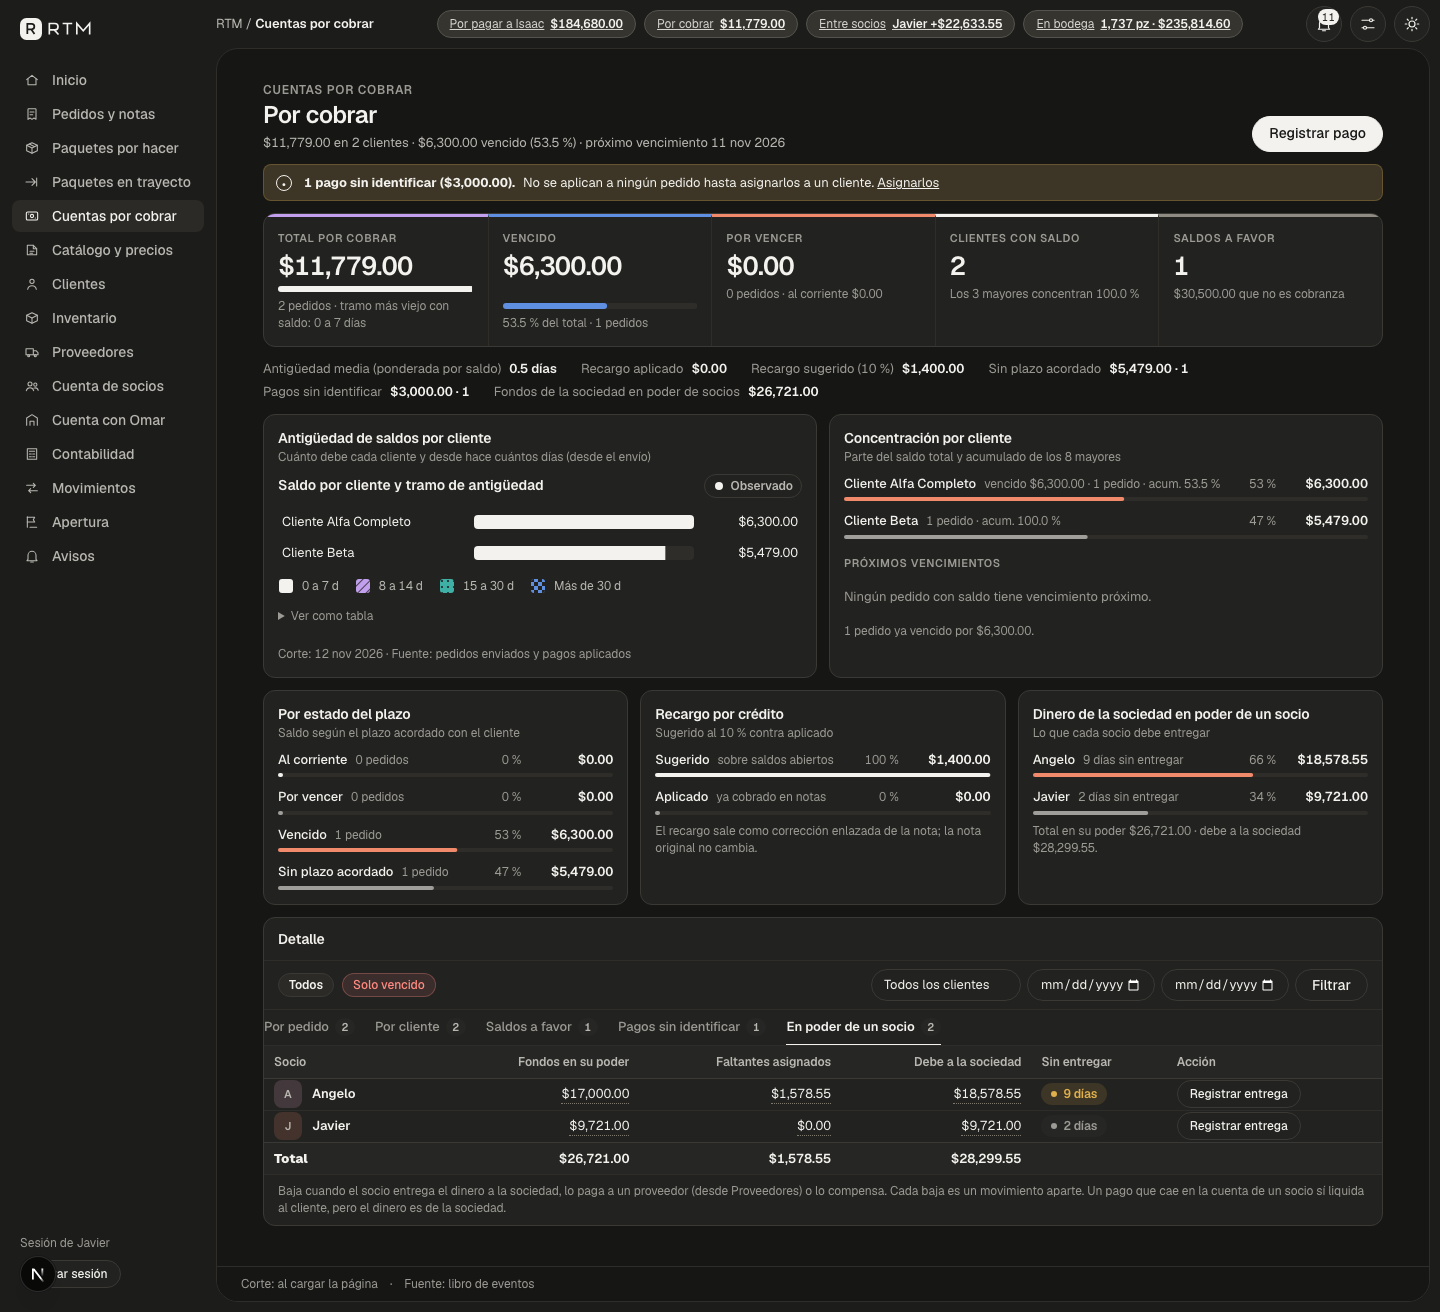 R RTM
Inicio
Pedidos y notas
Paquetes por hacer
Paquetes en trayecto
Cuentas por cobrar
Catálogo y precios
Clientes
Inventario
Proveedores
Cuenta de socios
Cuenta con Omar
Contabilidad
Movimientos
Apertura
Avisos
Sesión de Javier
N ar sesión
RTM / Cuentas por cobrar
Por pagar a Isaac $184,680.00
Por cobrar $11,779.00
Entre socios Javier +$22,633.55
En bodega 1,737 pz · $235,814.60
11
CUENTAS POR COBRAR
Por cobrar
$11,779.00 en 2 clientes · $6,300.00 vencido (53.5 %) · próximo vencimiento 11 nov 2026
Registrar pago
1 pago sin identificar ($3,000.00). No se aplican a ningún pedido hasta asignarlos a un cliente. Asignarlos
TOTAL POR COBRAR
$11,779.00
2 pedidos · tramo más viejo con
saldo: 0 a 7 días
VENCIDO
$6,300.00
53.5 % del total · 1 pedidos
POR VENCER
$0.00
0 pedidos · al corriente $0.00
CLIENTES CON SALDO
2
Los 3 mayores concentran 100.0 %
SALDOS A FAVOR
1
$30,500.00 que no es cobranza
Antigüedad media (ponderada por saldo) 0.5 días Recargo aplicado $0.00 Recargo sugerido (10 %) $1,400.00 Sin plazo acordado $5,479.00 · 1
Pagos sin identificar $3,000.00 · 1 Fondos de la sociedad en poder de socios $26,721.00
Antigüedad de saldos por cliente
Cuánto debe cada cliente y desde hace cuántos días (desde el envío)
Saldo por cliente y tramo de antigüedad
Observado
Cliente Alfa Completo $6,300.00
Cliente Beta $5,479.00
0 a 7 d 8 a 14 d 15 a 30 d Más de 30 d
Ver como tabla
Corte: 12 nov 2026 · Fuente: pedidos enviados y pagos aplicados
Concentración por cliente
Parte del saldo total y acumulado de los 8 mayores
Cliente Alfa Completo vencido $6,300.00 · 1 pedido · acum. 53.5 % 53 % $6,300.00
Cliente Beta 1 pedido · acum. 100.0 % 47 % $5,479.00
PRÓXIMOS VENCIMIENTOS
Ningún pedido con saldo tiene vencimiento próximo.
1 pedido ya vencido por $6,300.00.
Por estado del plazo
Saldo según el plazo acordado con el cliente
Al corriente 0 pedidos 0 % $0.00
Por vencer 0 pedidos 0 % $0.00
Vencido 1 pedido 53 % $6,300.00
Sin plazo acordado 1 pedido 47 % $5,479.00
Recargo por crédito
Sugerido al 10 % contra aplicado
Sugerido sobre saldos abiertos 100 % $1,400.00
Aplicado ya cobrado en notas 0 % $0.00
El recargo sale como corrección enlazada de la nota; la nota
original no cambia.
Dinero de la sociedad en poder de un socio
Lo que cada socio debe entregar
Angelo 9 días sin entregar 66 % $18,578.55
Javier 2 días sin entregar 34 % $9,721.00
Total en su poder $26,721.00 · debe a la sociedad
$28,299.55.
Detalle
Todos Solo vencido Todos los clientes mm/dd/yyyy mm/dd/yyyy Filtrar
Por pedido 2 Por cliente 2 Saldos a favor 1 Pagos sin identificar 1 En poder de un socio 2
Socio Fondos en su poder Faltantes asignados Debe a la sociedad Sin entregar Acción
A Angelo $17,000.00 $1,578.55 $18,578.55 9 días Registrar entrega
J Javier $9,721.00 $0.00 $9,721.00 2 días Registrar entrega
Total $26,721.00 $1,578.55 $28,299.55
Baja cuando el socio entrega el dinero a la sociedad, lo paga a un proveedor (desde Proveedores) o lo compensa. Cada baja es un movimiento aparte. Un pago que cae en la cuenta de un socio sí liquida
al cliente, pero el dinero es de la sociedad.
Corte: al cargar la página · Fuente: libro de eventos